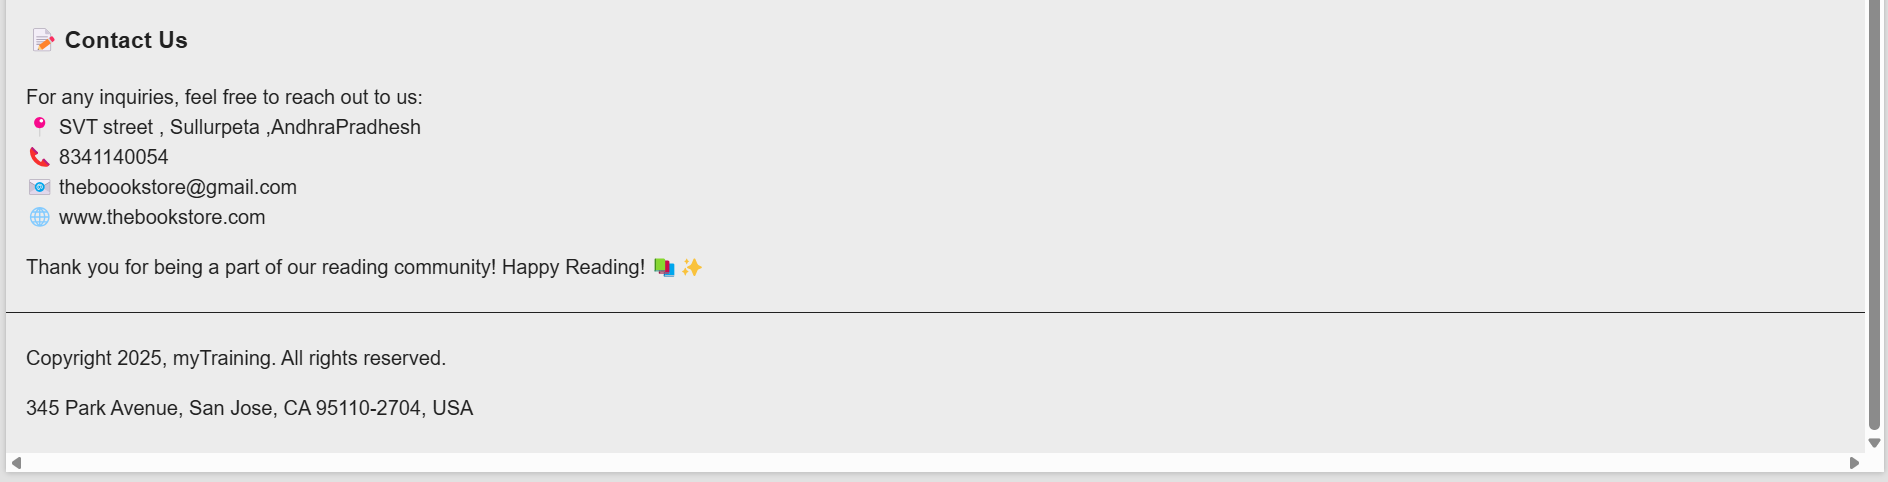 📝 Contact Us
For any inquiries, feel free to reach out to us:
📍 SVT street , Sullurpeta ,AndhraPradhesh
📞 8341140054
📧 theboookstore@gmail.com
🌐 www.thebookstore.com
Thank you for being a part of our reading community! Happy Reading! 📚 ✨
Copyright 2025, myTraining. All rights reserved.
345 Park Avenue, San Jose, CA 95110-2704, USA